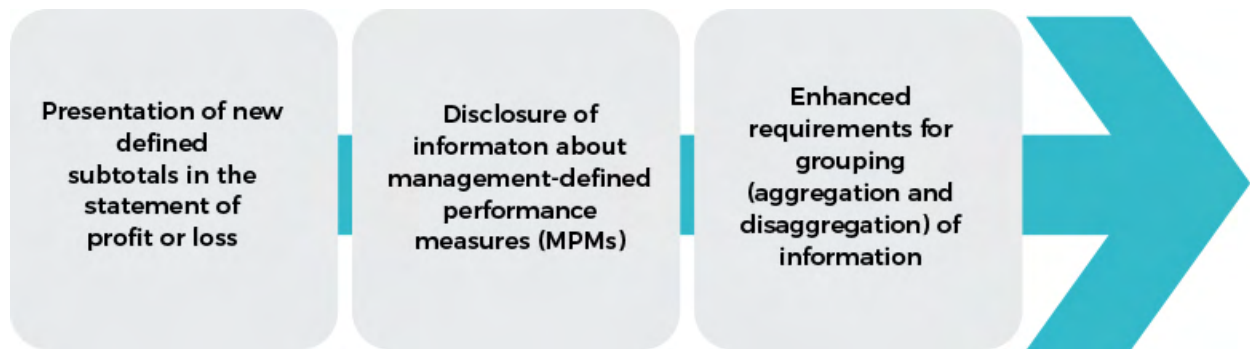 Presentation of new
defined
subtotals in the
statement of
profit or loss
Disclosure of
informaton about
management-defined
performance
measures (MPMs)
Enhanced
requirements for
grouping
(aggregation and
disaggregation) of
information